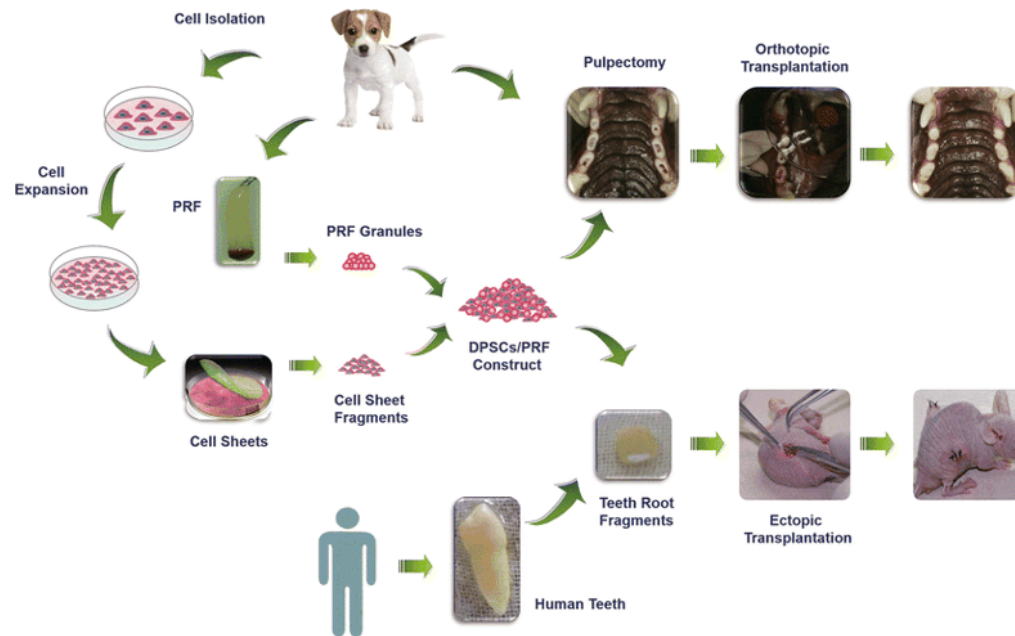 Cell Isolation
Pulpectomy
Orthotopic
Transplantation
Cell
Expansion
PRF
PRF Granules
DPSCs/PRF
Construct
Cell Sheet
Fragments
Cell Sheets
Teeth Root
Fragments
Ectopic
Transplantation
Human Teeth